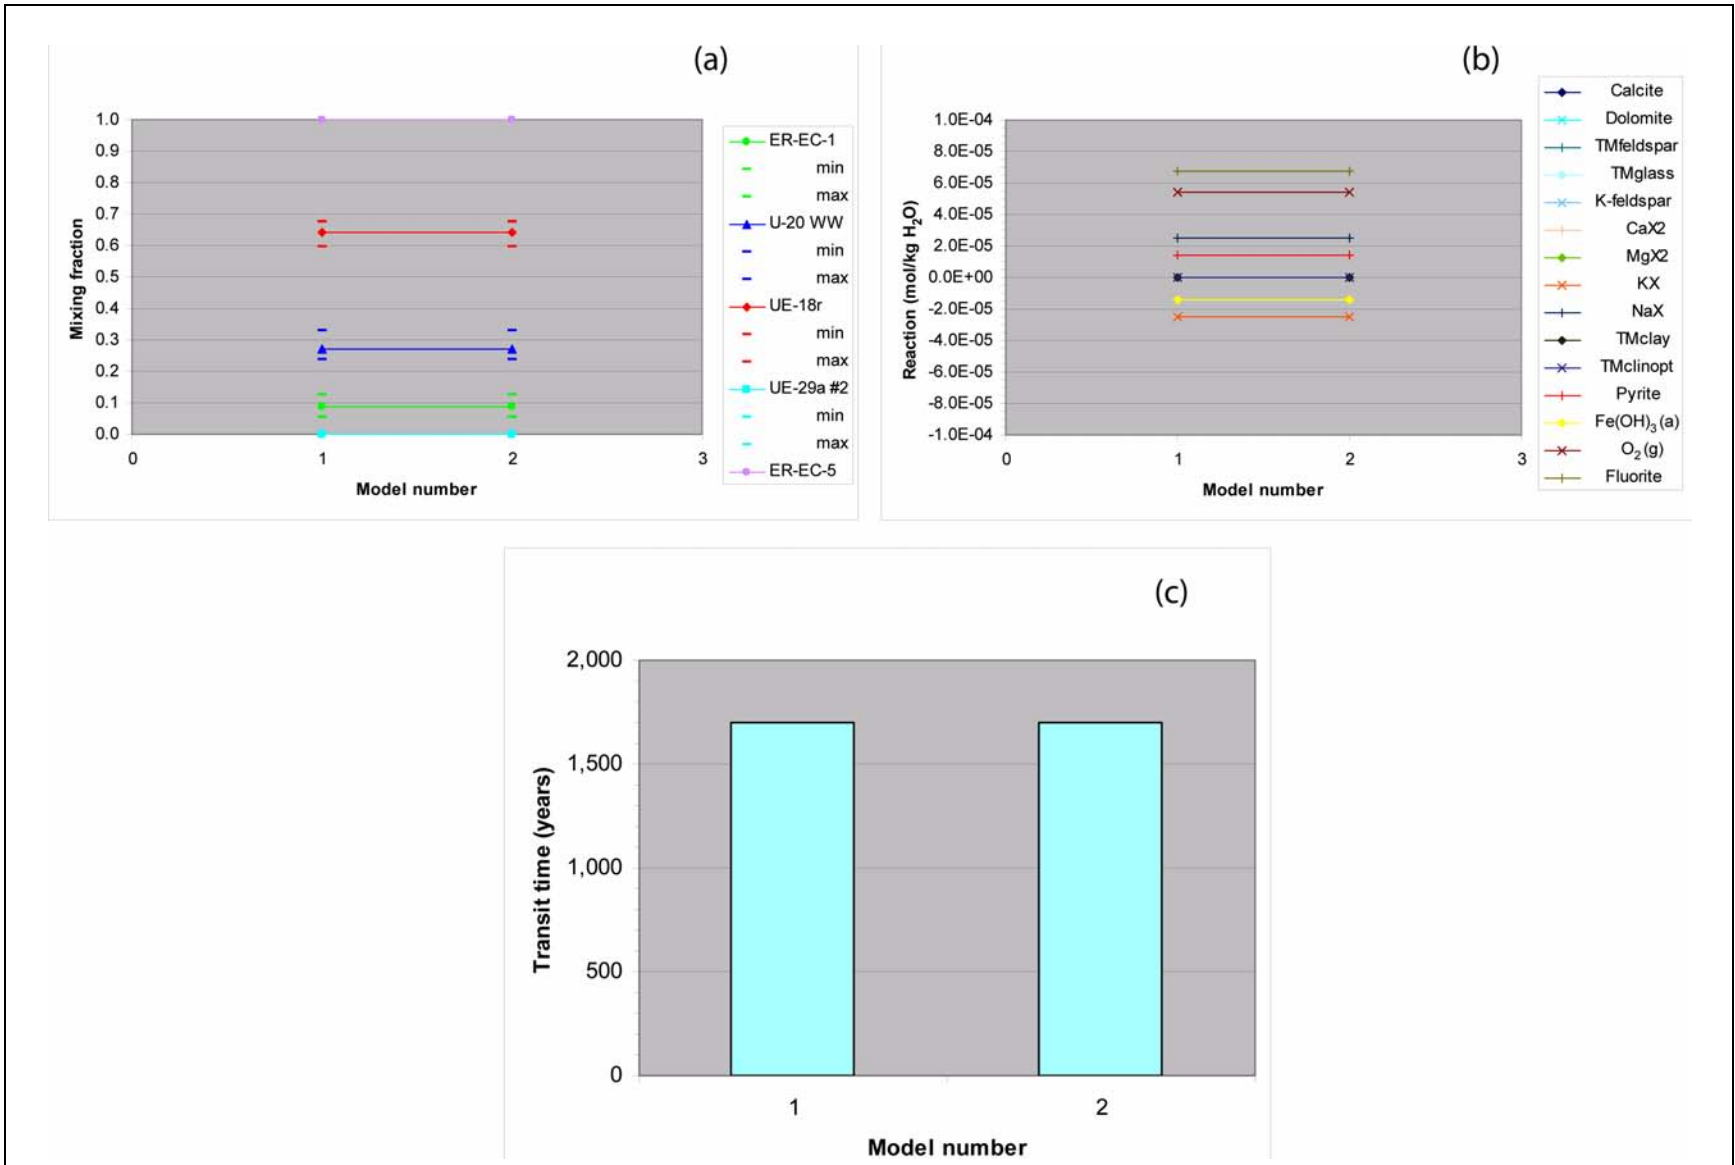 (a)
1.0
0.9
0.8
0.7
0.6
0.5
0.4
0.3
0.2
0.1
0.0
Mixing fraction
0 1 2 3
Model number
ER-EC-1
min
max
U-20 WW
min
max
UE-18r
min
max
UE-29a #2
min
max
ER-EC-5
(b)
1.0E-04
8.0E-05
6.0E-05
4.0E-05
2.0E-05
0.0E+00
-2.0E-05
-4.0E-05
-6.0E-05
-8.0E-05
-1.0E-04
Reaction (mol/kg H₂O)
0 1 2 3
Model number
Calcite
Dolomite
TMfeldspar
TMglass
K-feldspar
CaX2
MgX2
KX
NaX
TMclay
TMclinopt
Pyrite
Fe(OH)₃(a)
O₂(g)
Fluorite
(c)
2,000
1,500
1,000
500
0
Transit time (years)
1 2
Model number